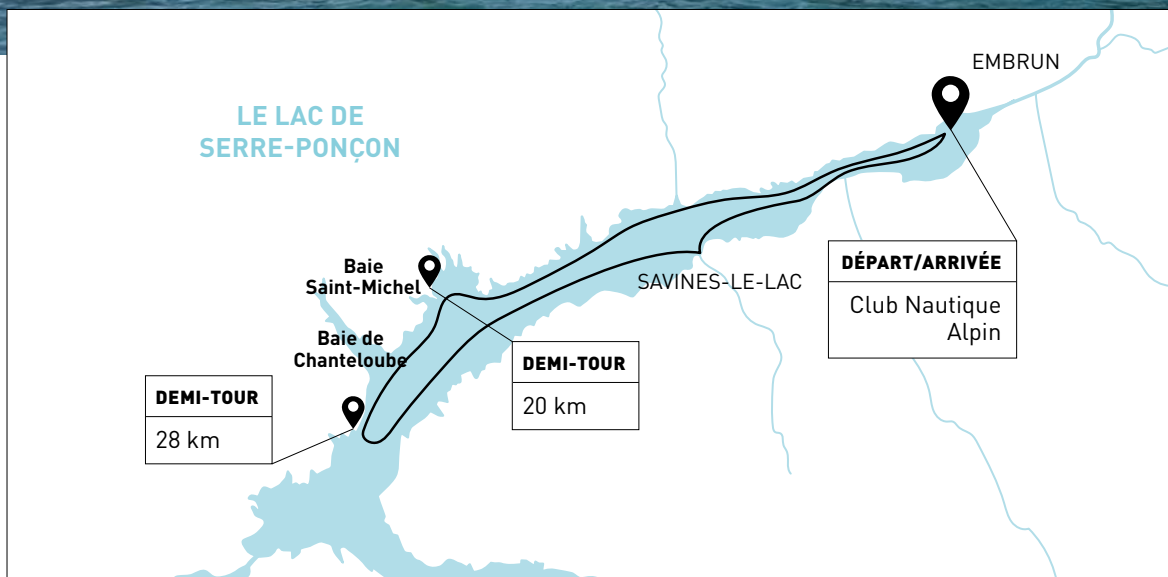 EMBRUN
LE LAC DE
SERRE-PONÇON
DÉPART/ARRIVÉE
Club Nautique
Alpin
Baie
Saint-Michel
SAVINES-LE-LAC
Baie de
Chanteloube
DEMI-TOUR
20 km
DEMI-TOUR
28 km